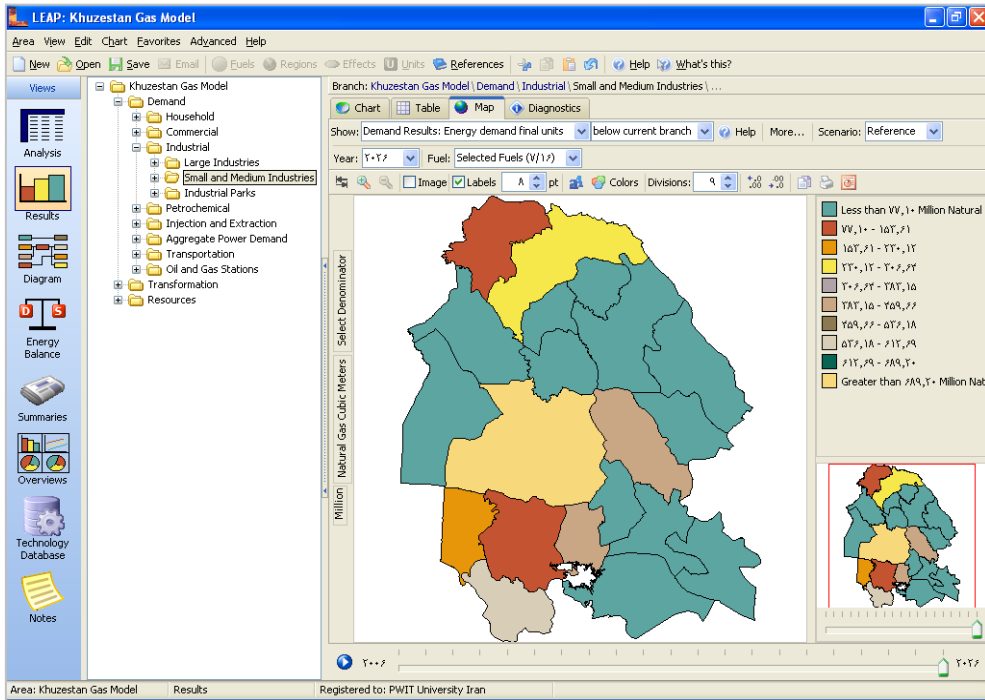 LEAP: Khuzestan Gas Model
Area View Edit Chart Favorites Advanced Help
New Open Save Email Fuels Regions Effects Units References Help What's this?
Views
Analysis
Results
Diagram
Energy Balance
Summaries
Overviews
Technology Database
Notes
Khuzestan Gas Model
Demand
Household
Commercial
Industrial
Large Industries
Small and Medium Industries
Industrial Parks
Petrochemical
Injection and Extraction
Aggregate Power Demand
Transportation
Oil and Gas Stations
Transformation
Resources
Branch: Khuzestan Gas Model \ Demand \ Industrial \ Small and Medium Industries \ ...
Chart Table Map Diagnostics
Show: Demand Results: Energy demand final units below current branch Help More... Scenario: Reference
Year: ۲۰۲۶ Fuel: Selected Fuels (۷/۱۶)
Image Labels ۸ pt Colors Divisions: ۹
Select Denominator
Natural Gas Cubic Meters
Million
Less than ۷۷,۱۰ Million Natural
۷۷,۱۰ - ۱۵۳,۶۱
۱۵۳,۶۱ - ۲۳۰,۱۲
۲۳۰,۱۲ - ۳۰۶,۶۴
۳۰۶,۶۴ - ۳۸۳,۱۵
۳۸۳,۱۵ - ۴۵۹,۶۶
۴۵۹,۶۶ - ۵۳۶,۱۸
۵۳۶,۱۸ - ۶۱۲,۶۹
۶۱۲,۶۹ - ۶۸۹,۲۰
Greater than ۶۸۹,۲۰ Million Nat
۲۰۰۶
۲۰۲۶
Area: Khuzestan Gas Model Results Registered to: PWIT University Iran